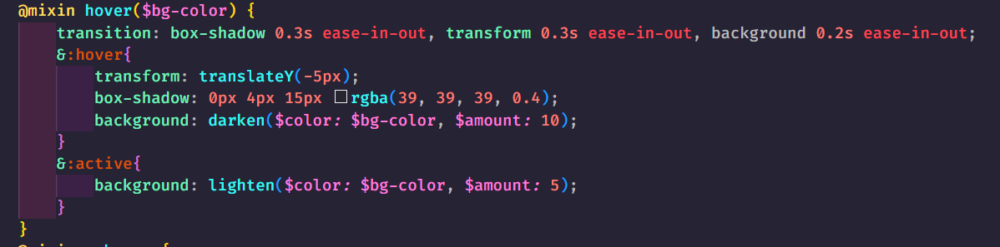 @mixin hover($bg-color) {
    transition: box-shadow 0.3s ease-in-out, transform 0.3s ease-in-out, background 0.2s ease-in-out;
    &:hover{
        transform: translateY(-5px);
        box-shadow: 0px 4px 15px rgba(39, 39, 39, 0.4);
        background: darken($color: $bg-color, $amount: 10);
    }
    &:active{
        background: lighten($color: $bg-color, $amount: 5);
    }
}